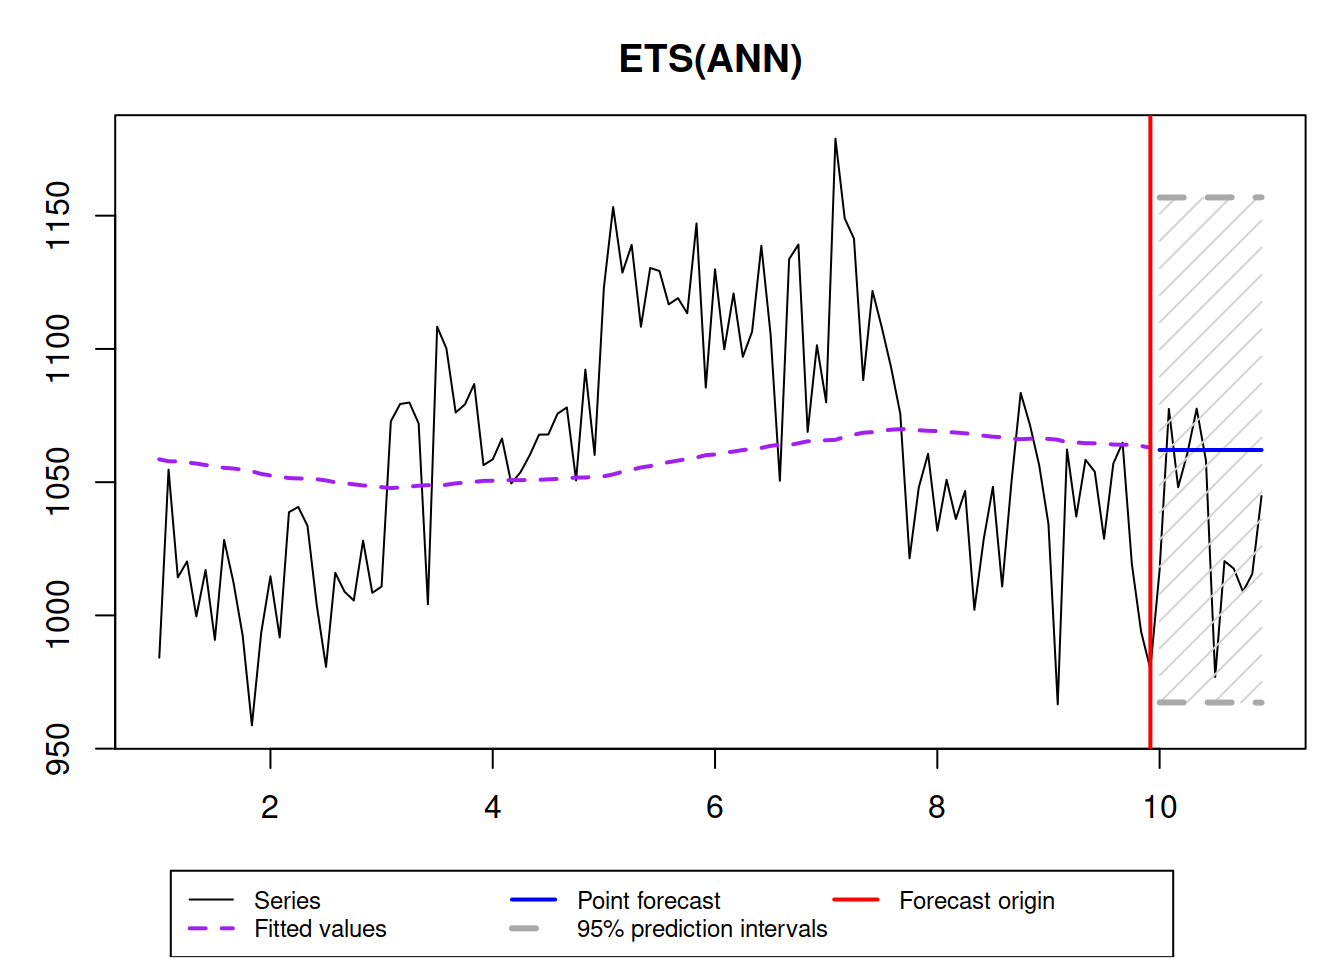 ETS(ANN)
1150
1100
1050
1000
950
2 4 6 8 10
Series Point forecast Forecast origin
Fitted values 95% prediction intervals